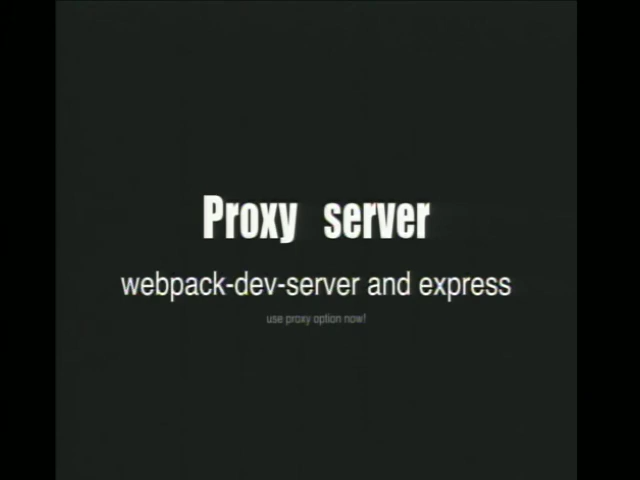 Proxy server
webpack-dev-server and express
use proxy option now!